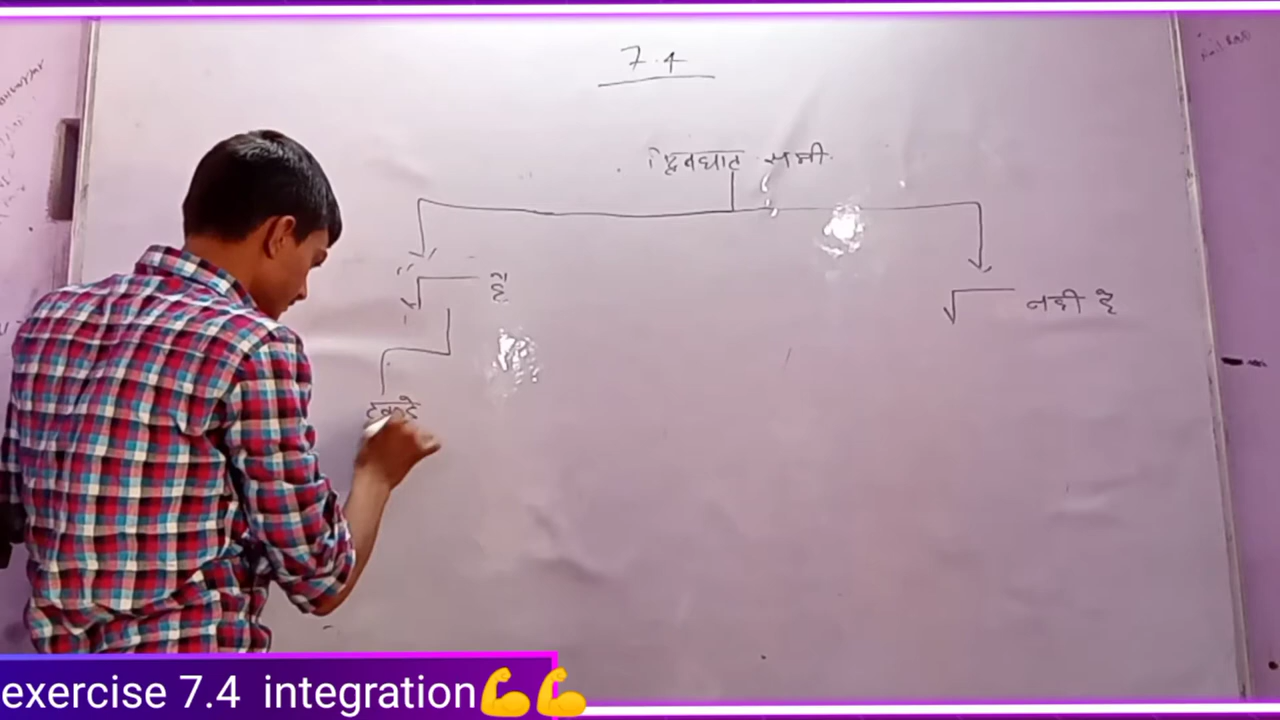 7.4
द्विघात समी.
√ है
√ नही है
exercise 7.4 integration💪💪